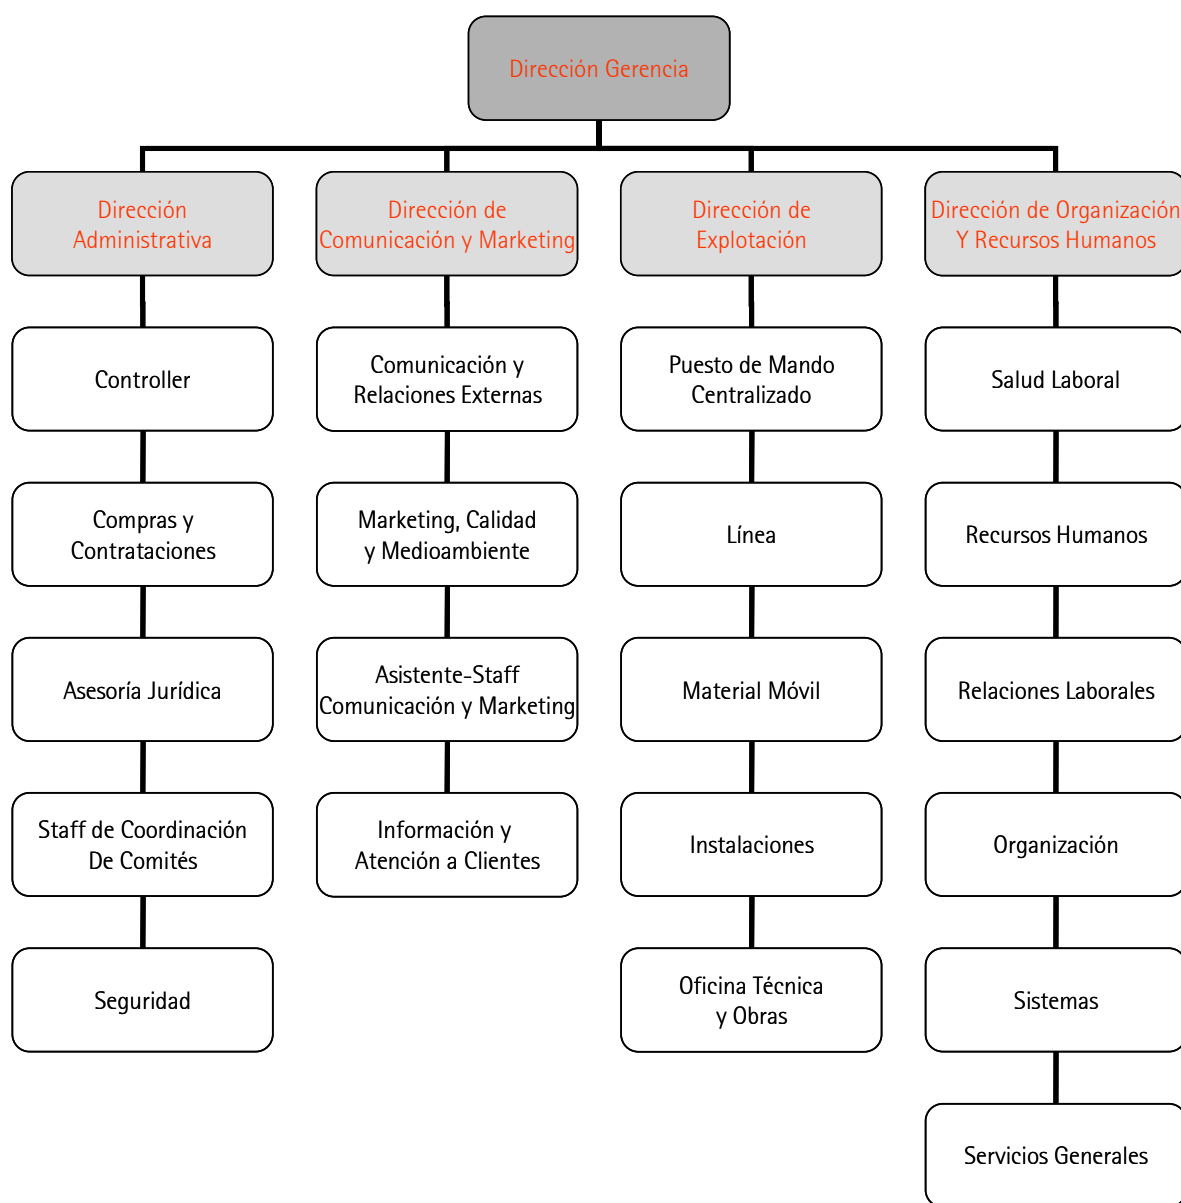 Dirección Gerencia
Dirección
Administrativa
Dirección de
Comunicación y Marketing
Dirección de
Explotación
Dirección de Organización
Y Recursos Humanos
Controller
Comunicación y
Relaciones Externas
Puesto de Mando
Centralizado
Salud Laboral
Compras y
Contrataciones
Marketing, Calidad
y Medioambiente
Línea
Recursos Humanos
Asesoría Jurídica
Asistente-Staff
Comunicación y Marketing
Material Móvil
Relaciones Laborales
Staff de Coordinación
De Comités
Información y
Atención a Clientes
Instalaciones
Organización
Seguridad
Oficina Técnica
y Obras
Sistemas
Servicios Generales